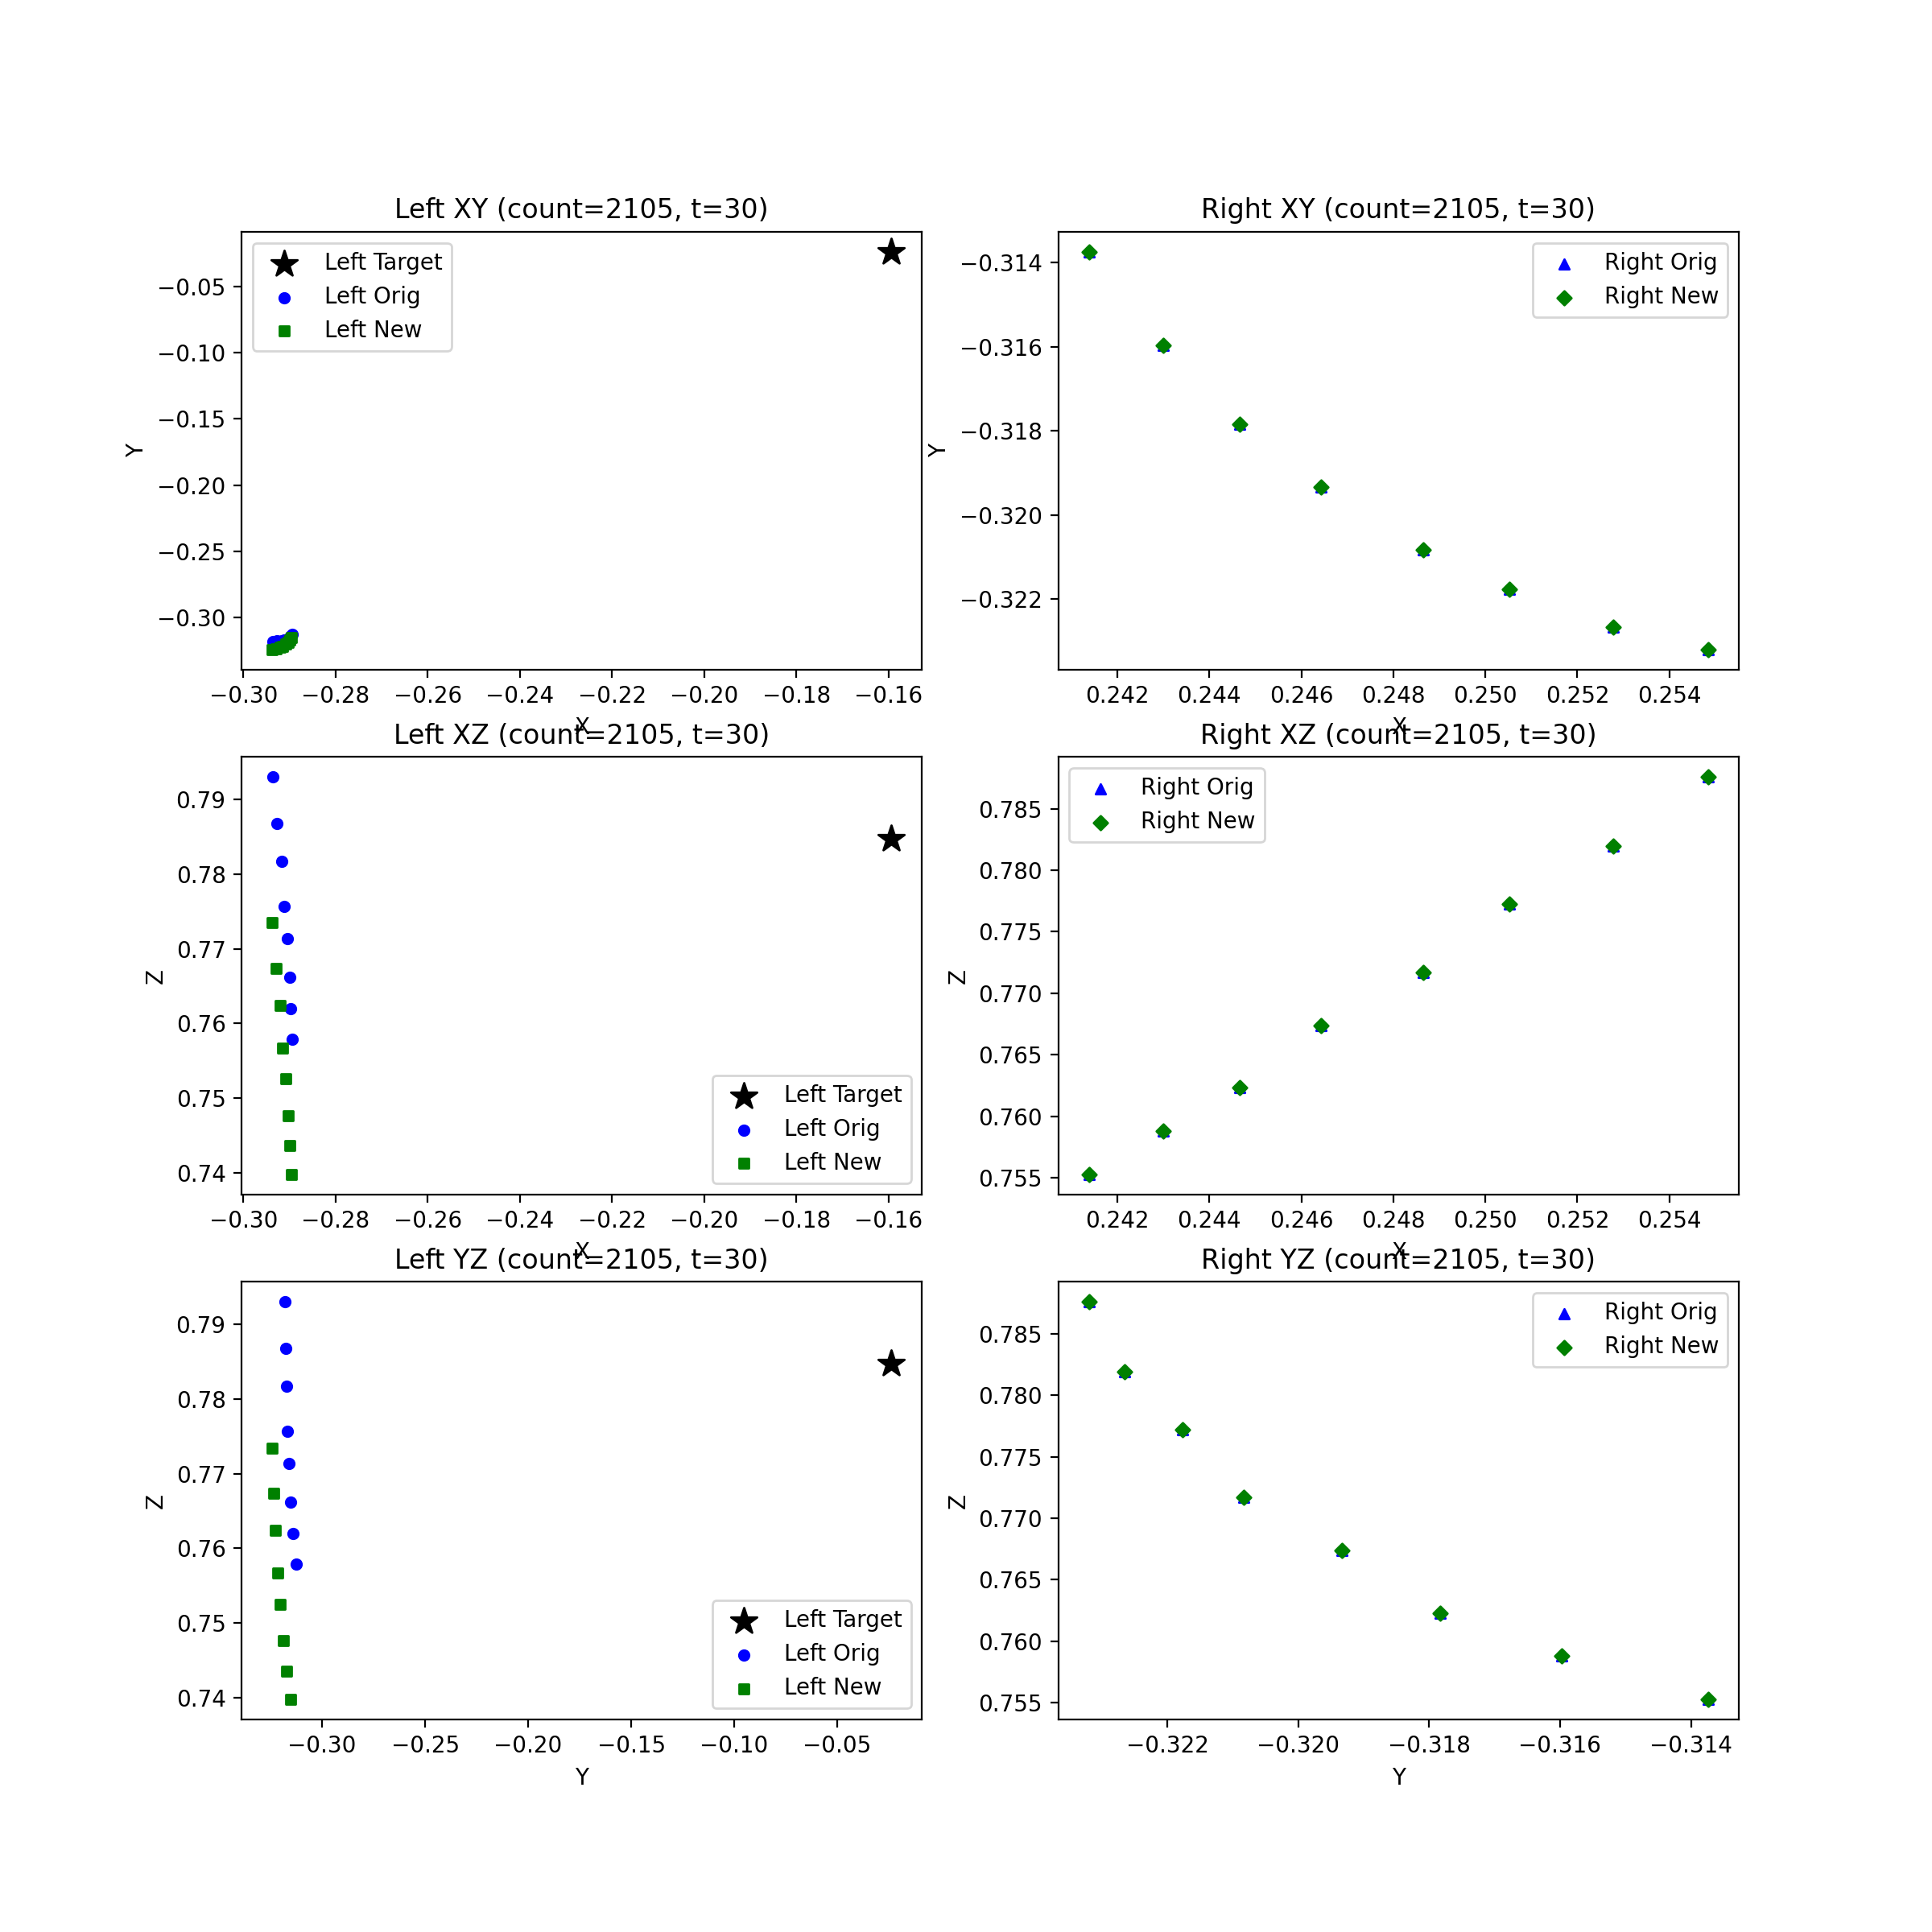 Left XY (count=2105, t=30)
Left Target
Left Orig
Left New
−0.05
−0.10
−0.15
−0.20
−0.25
−0.30
Y
−0.30 −0.28 −0.26 −0.24 −0.22 −0.20 −0.18 −0.16
X
Right XY (count=2105, t=30)
Right Orig
Right New
−0.314
−0.316
−0.318
−0.320
−0.322
Y
0.242 0.244 0.246 0.248 0.250 0.252 0.254
X
Left XZ (count=2105, t=30)
0.79
0.78
0.77
0.76
0.75
0.74
Z
Left Target
Left Orig
Left New
−0.30 −0.28 −0.26 −0.24 −0.22 −0.20 −0.18 −0.16
X
Right XZ (count=2105, t=30)
Right Orig
Right New
0.785
0.780
0.775
0.770
0.765
0.760
0.755
Z
0.242 0.244 0.246 0.248 0.250 0.252 0.254
X
Left YZ (count=2105, t=30)
0.79
0.78
0.77
0.76
0.75
0.74
Z
Left Target
Left Orig
Left New
−0.30 −0.25 −0.20 −0.15 −0.10 −0.05
Y
Right YZ (count=2105, t=30)
Right Orig
Right New
0.785
0.780
0.775
0.770
0.765
0.760
0.755
Z
−0.322 −0.320 −0.318 −0.316 −0.314
Y